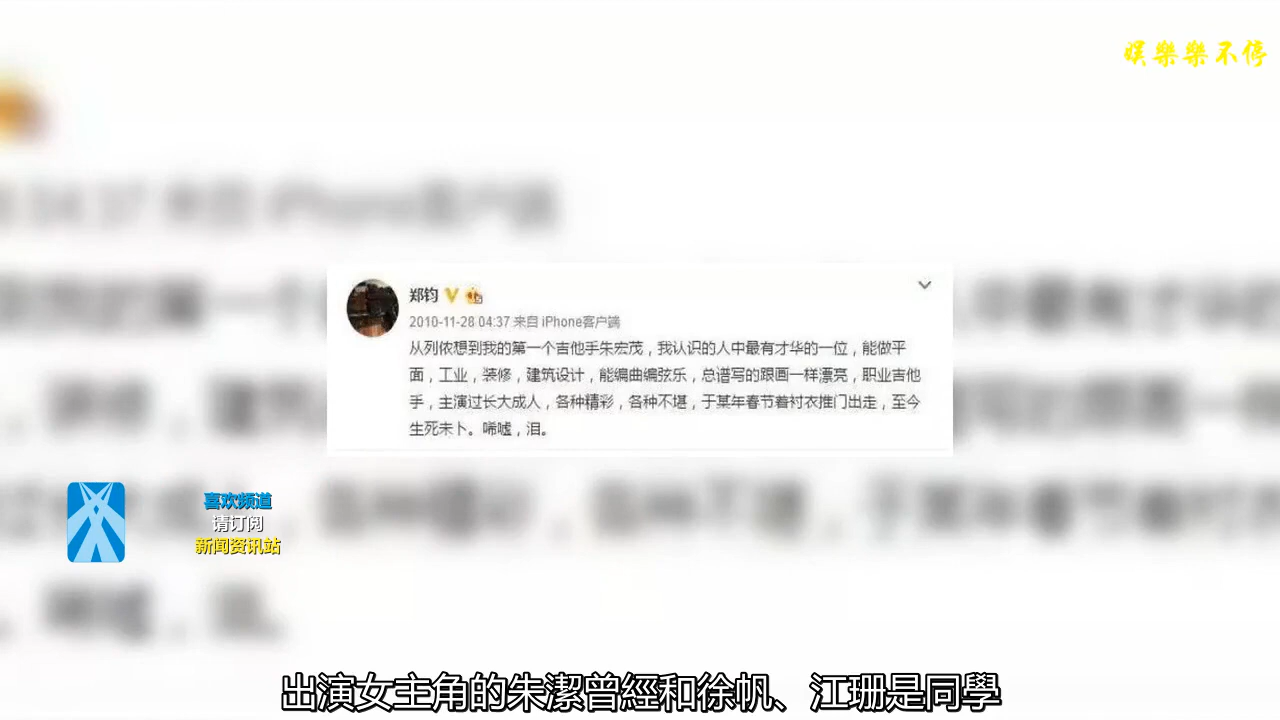 娱樂樂不停
郑钧
2010-11-28 04:37 来自 iPhone客户端
从列侬想到我的第一个吉他手朱宏茂，我认识的人中最有才华的一位，能做平
面，工业，装修，建筑设计，能编曲编弦乐，总谱写的跟画一样漂亮，职业吉他
手，主演过长大成人，各种精彩，各种不堪，于某年春节着衬衣推门出走，至今
生死未卜。唏嘘，泪。
喜欢频道
请订阅
新闻资讯站
出演女主角的朱潔曾經和徐帆、江珊是同學